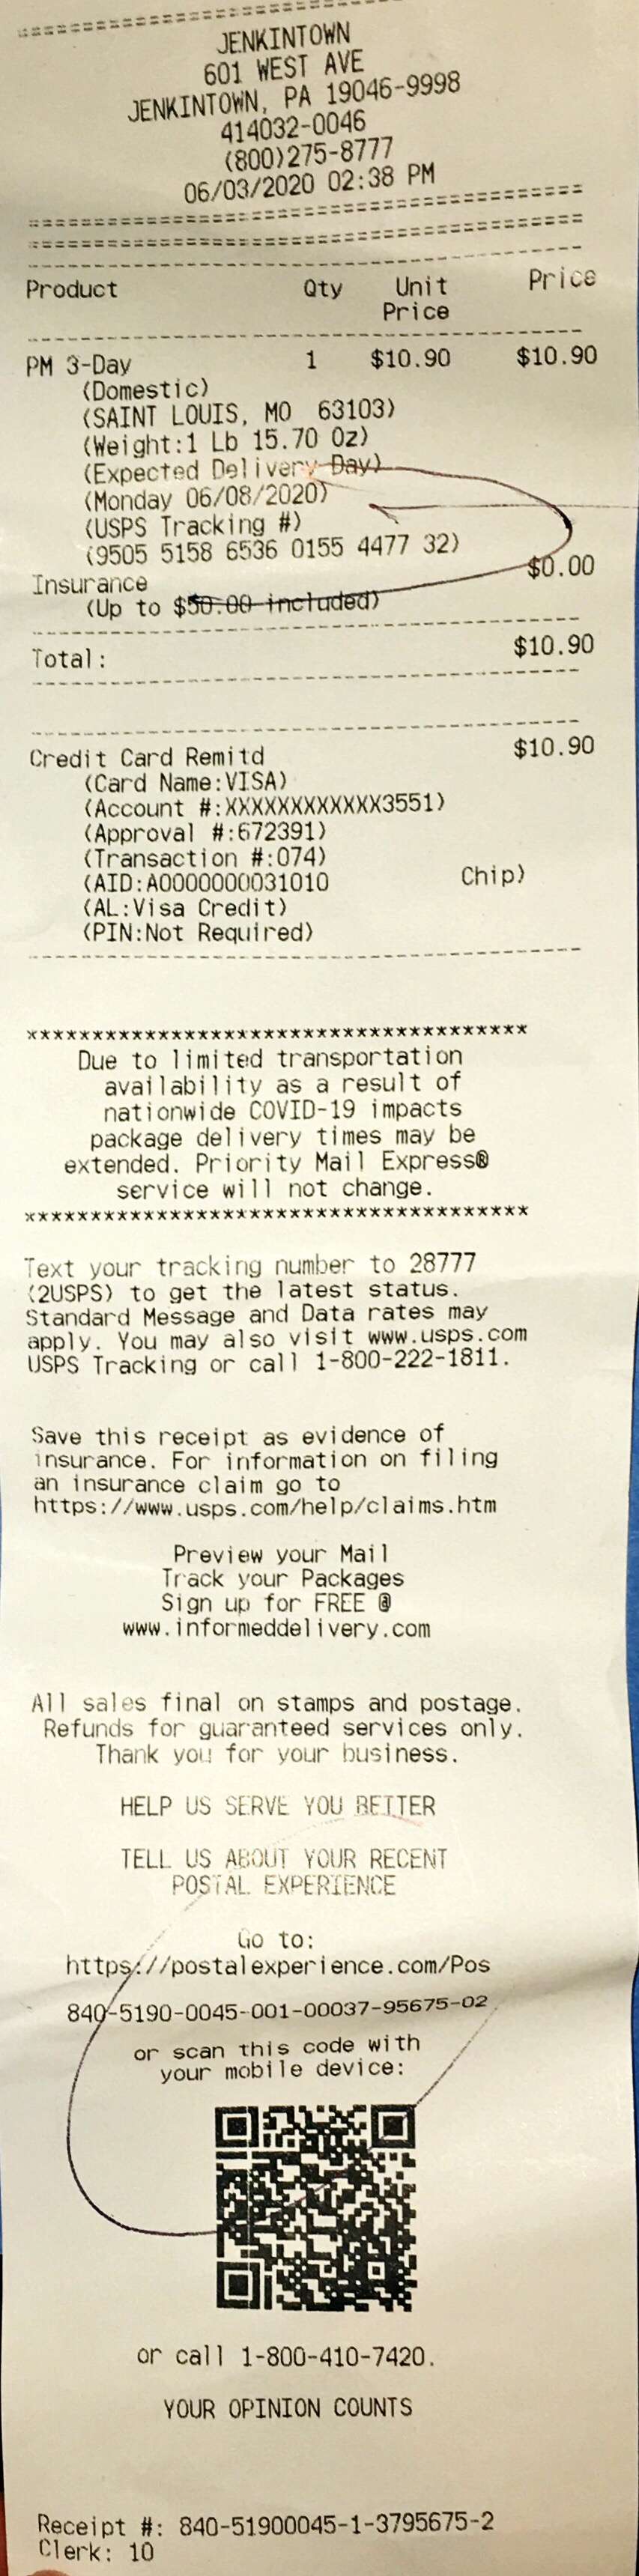 JENKINTOWN
601 WEST AVE
JENKINTOWN, PA 19046-9998
414032-0046
(800)275-8777
06/03/2020 02:38 PM
Product Qty Unit Price
Price
PM 3-Day 1 $10.90 $10.90
(Domestic)
(SAINT LOUIS, MO 63103)
(Weight:1 Lb 15.70 Oz)
(Expected Delivery Day)
(Monday 06/08/2020)
(USPS Tracking #)
(9505 5158 6536 0155 4477 32)
Insurance $0.00
(Up to $50.00 included)
Total: $10.90
Credit Card Remitd $10.90
(Card Name:VISA)
(Account #:XXXXXXXXXXXX3551)
(Approval #:672391)
(Transaction #:074)
(AID:A0000000031010 Chip)
(AL:Visa Credit)
(PIN:Not Required)
***************************************
Due to limited transportation
availability as a result of
nationwide COVID-19 impacts
package delivery times may be
extended. Priority Mail Express®
service will not change.
***************************************
Text your tracking number to 28777
(2USPS) to get the latest status.
Standard Message and Data rates may
apply. You may also visit www.usps.com
USPS Tracking or call 1-800-222-1811.
Save this receipt as evidence of
insurance. For information on filing
an insurance claim go to
https://www.usps.com/help/claims.htm
Preview your Mail
Track your Packages
Sign up for FREE @
www.informeddelivery.com
All sales final on stamps and postage.
Refunds for guaranteed services only.
Thank you for your business.
HELP US SERVE YOU BETTER
TELL US ABOUT YOUR RECENT
POSTAL EXPERIENCE
Go to:
https://postalexperience.com/Pos
840-5190-0045-001-00037-95675-02
or scan this code with
your mobile device:
or call 1-800-410-7420.
YOUR OPINION COUNTS
Receipt #: 840-51900045-1-3795675-2
Clerk: 10